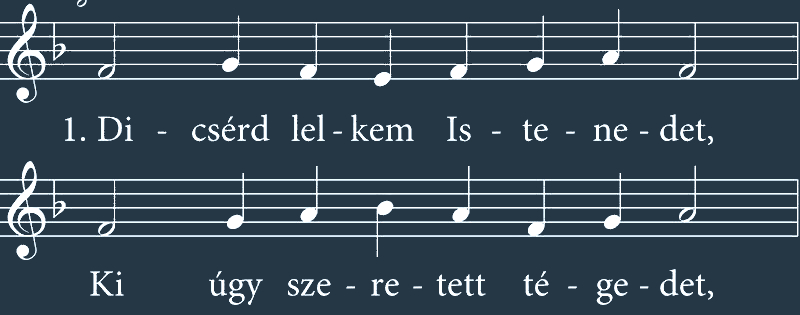 1. Di - csérd lel - kem Is - te - ne - det,
Ki úgy sze - re - tett té - ge - det,